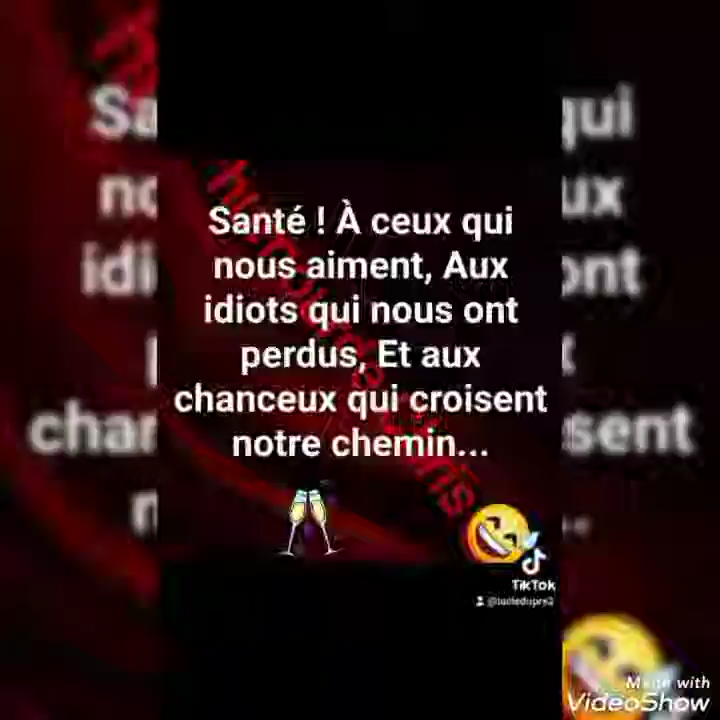 Santé ! À ceux qui
nous aiment, Aux
idiots qui nous ont
perdus, Et aux
chanceux qui croisent
notre chemin...
TikTok
Made with
VideoShow